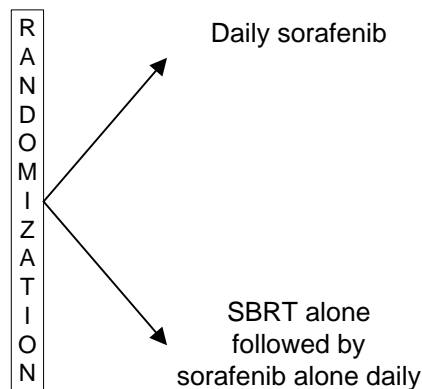 R
A
N
D
O
M
I
Z
A
T
I
O
N
Daily sorafenib
SBRT alone
followed by
sorafenib alone daily